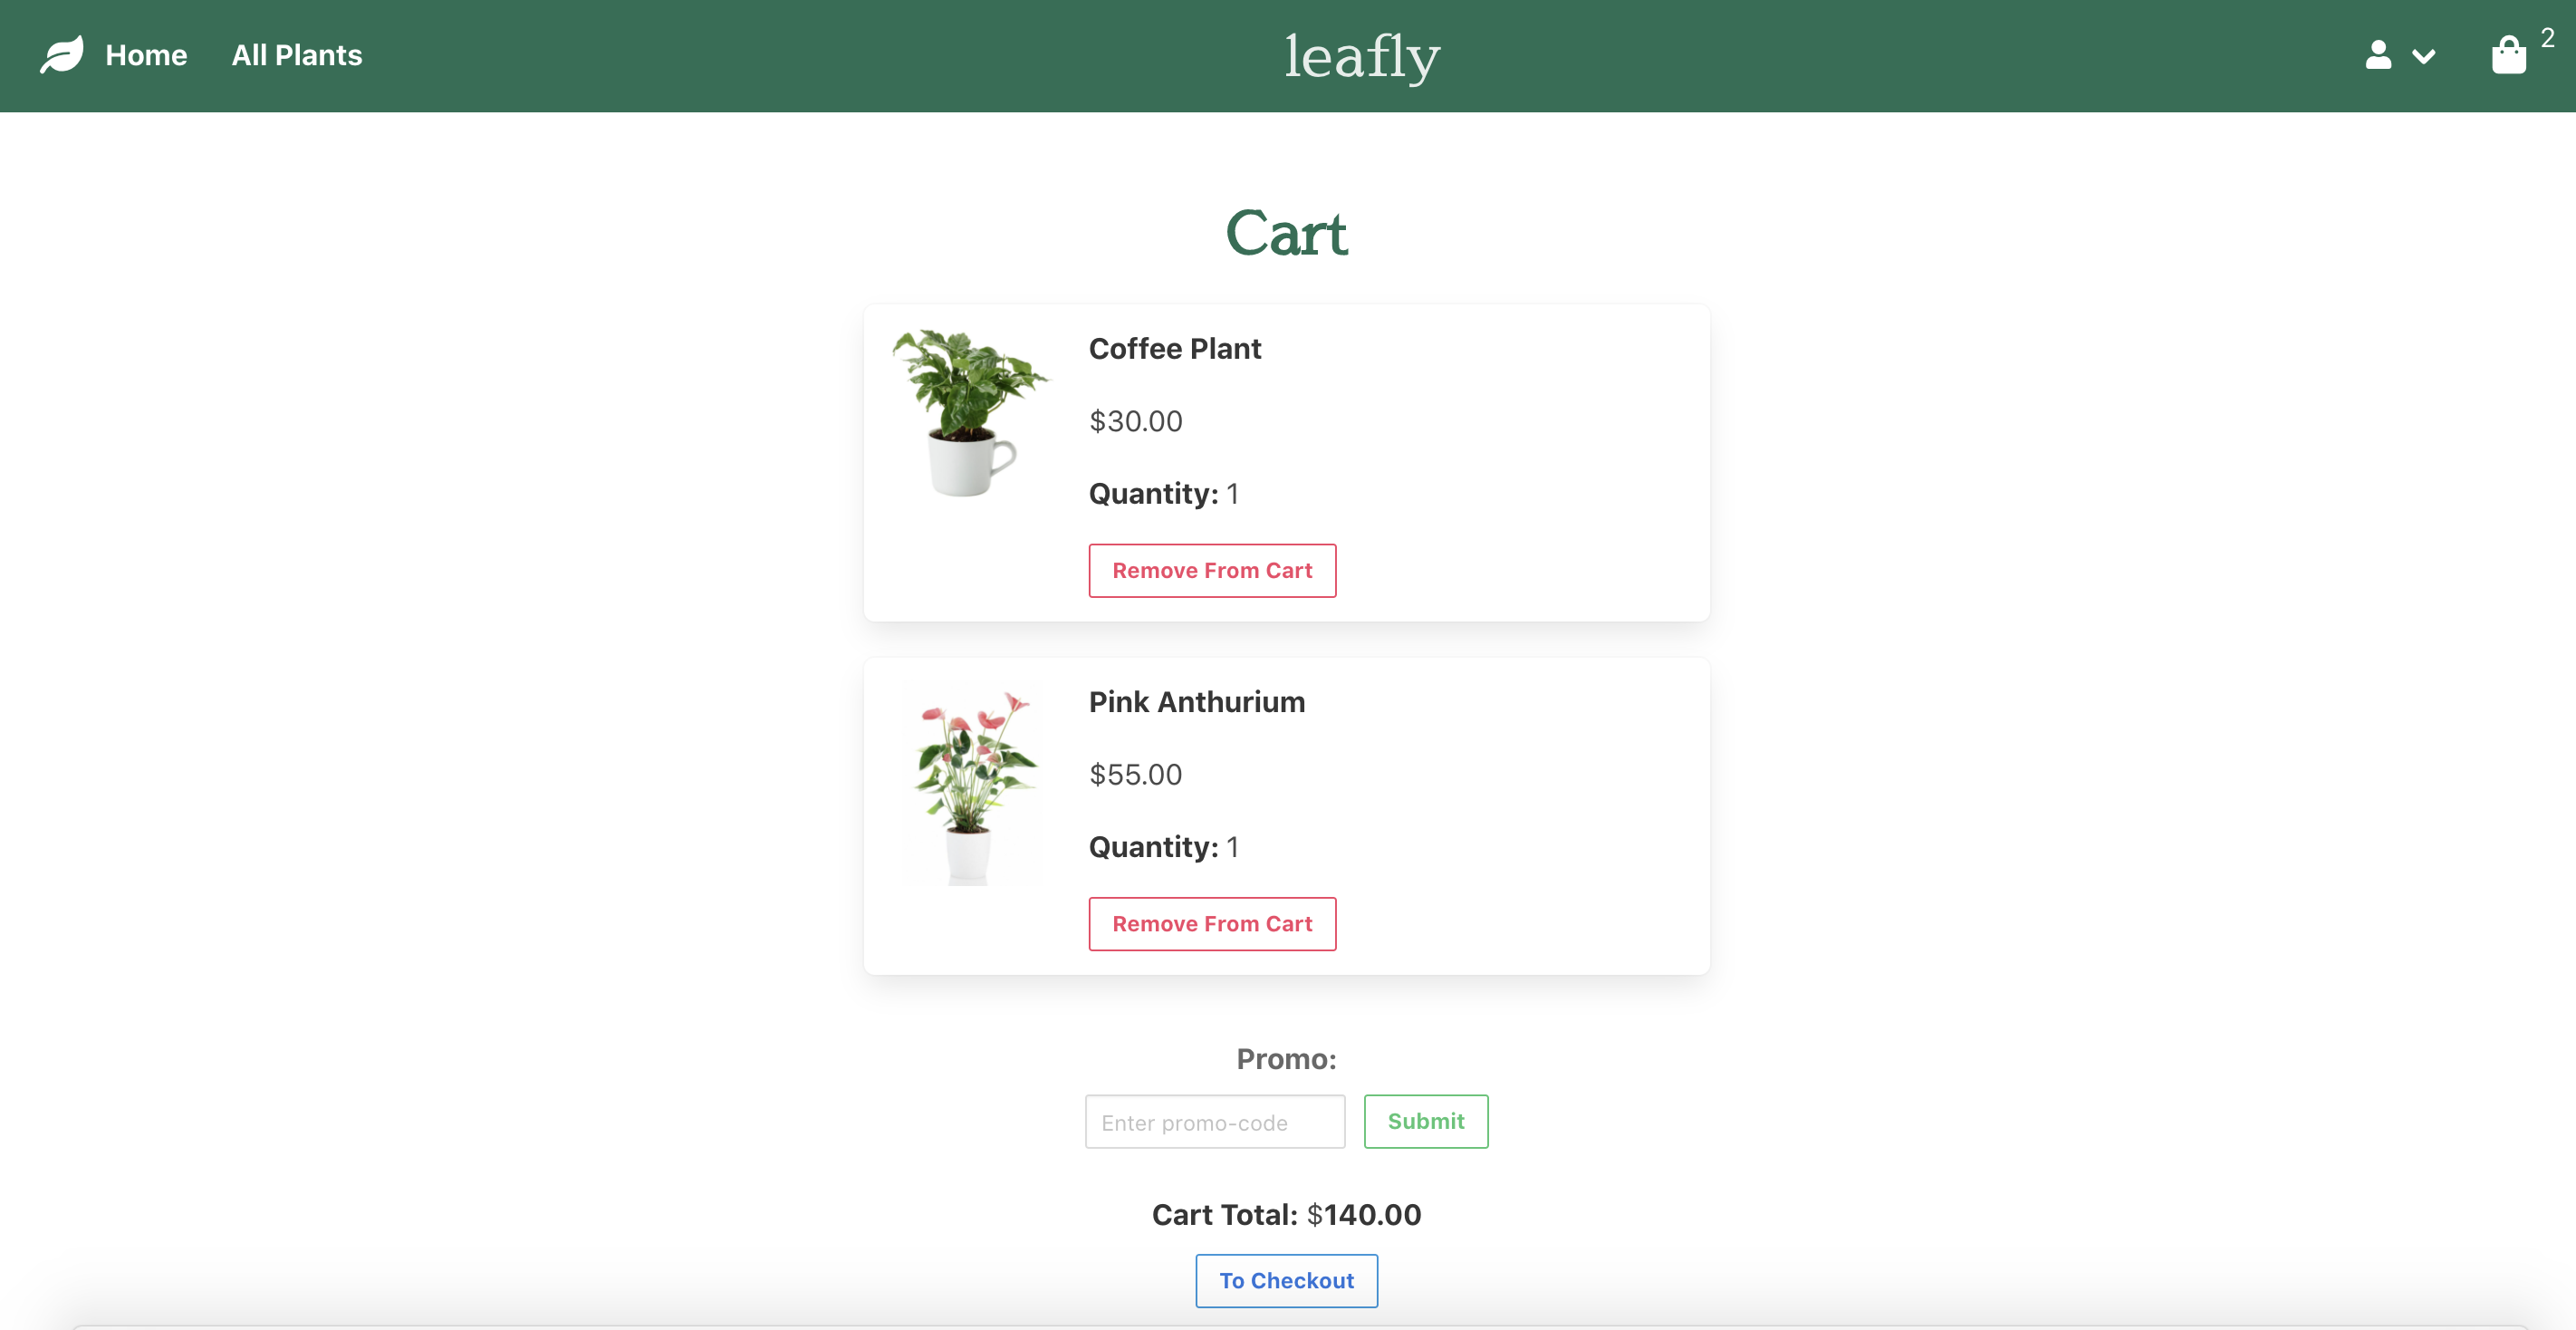 Home All Plants leafly 2
Cart
Coffee Plant
$30.00
Quantity: 1
Remove From Cart
Pink Anthurium
$55.00
Quantity: 1
Remove From Cart
Promo:
Enter promo-code Submit
Cart Total: $140.00
To Checkout